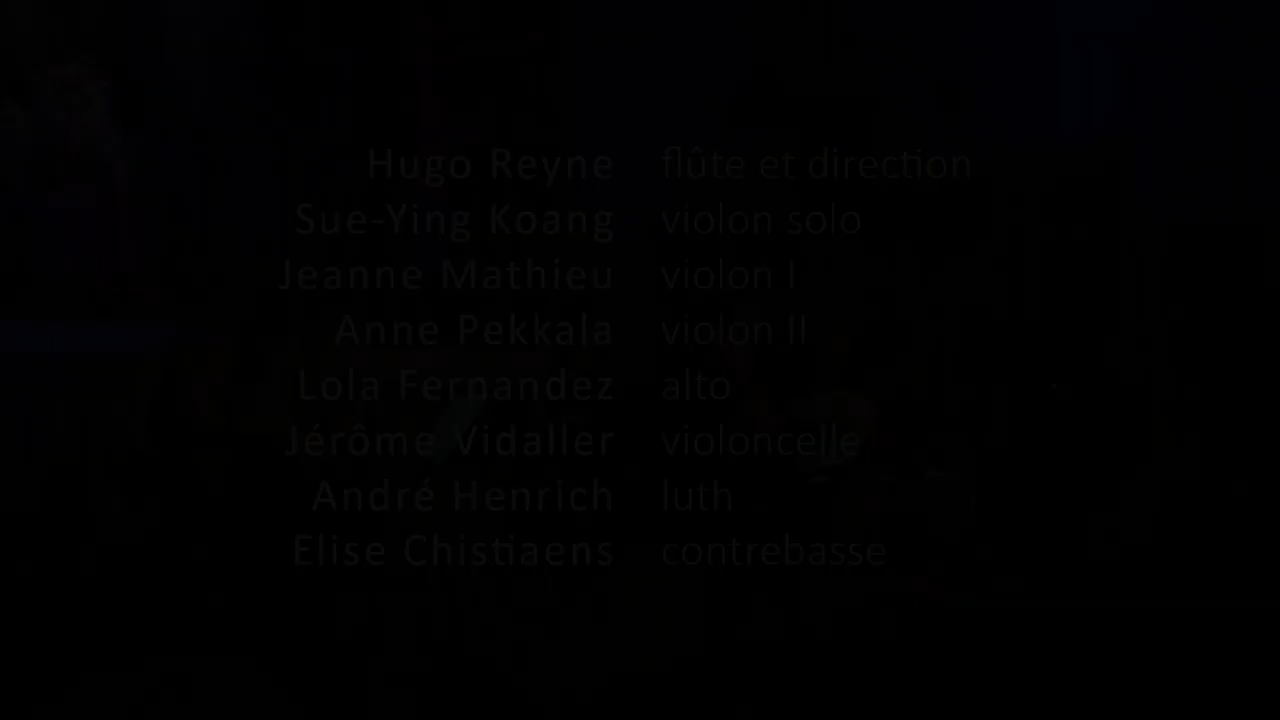 Hugo Reyne flûte et direction
Sue-Ying Koang violon solo
Jeanne Mathieu violon I
Anne Pekkala violon II
Lola Fernandez alto
Jérôme Vidaller violoncelle
André Henrich luth
Elise Chistiaens contrebasse